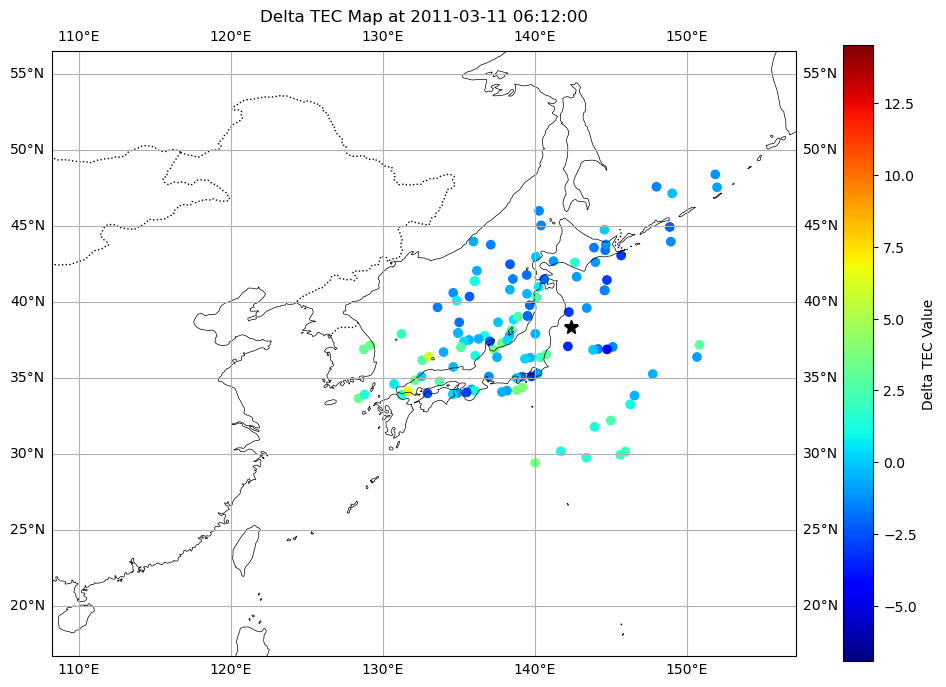 Delta TEC Map at 2011-03-11 06:12:00
110°E 120°E 130°E 140°E 150°E
55°N 55°N
12.5
50°N 50°N
10.0
45°N 45°N
7.5
40°N 40°N
5.0
35°N 35°N
2.5
30°N 30°N
0.0
25°N 25°N
−2.5
20°N 20°N
−5.0
110°E 120°E 130°E 140°E 150°E
Delta TEC Value